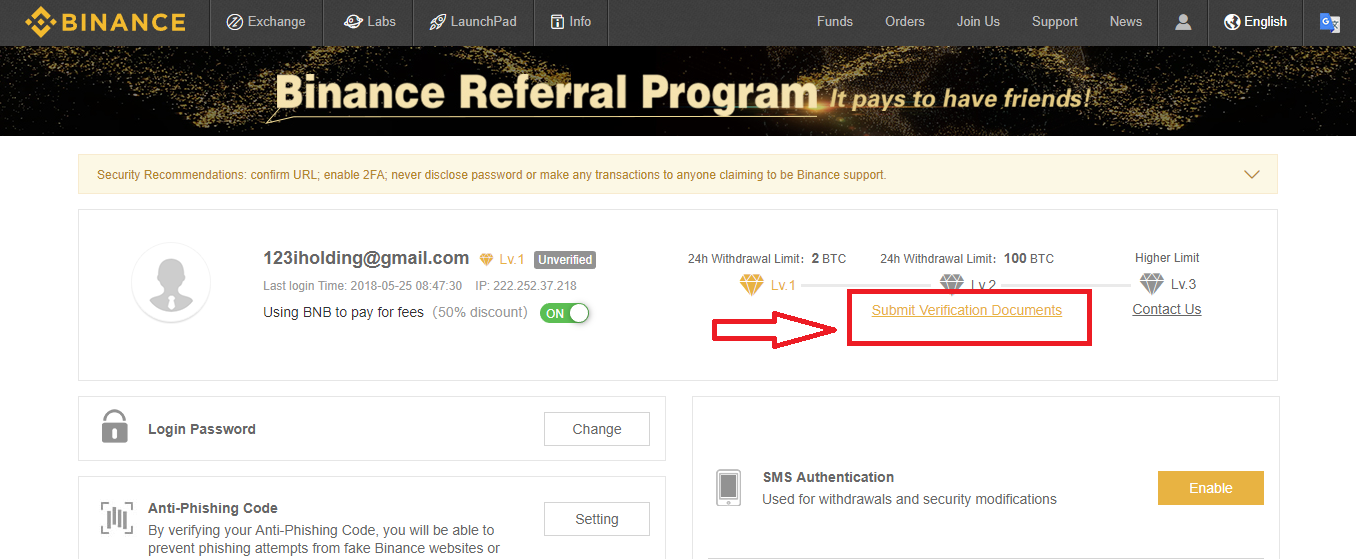 BINANCE Exchange Labs LaunchPad Info Funds Orders Join Us Support News English
Binance Referral Program It pays to have friends!
Security Recommendations: confirm URL; enable 2FA; never disclose password or make any transactions to anyone claiming to be Binance support.
123iholding@gmail.com Lv.1 Unverified
Last login Time: 2018-05-25 08:47:30 IP: 222.252.37.218
Using BNB to pay for fees (50% discount) ON
24h Withdrawal Limit: 2 BTC 24h Withdrawal Limit: 100 BTC Higher Limit
Lv.1 Lv.2 Lv.3
Submit Verification Documents Contact Us
Login Password Change
Anti-Phishing Code
By verifying your Anti-Phishing Code, you will be able to
prevent phishing attempts from fake Binance websites or
Setting
SMS Authentication
Used for withdrawals and security modifications
Enable